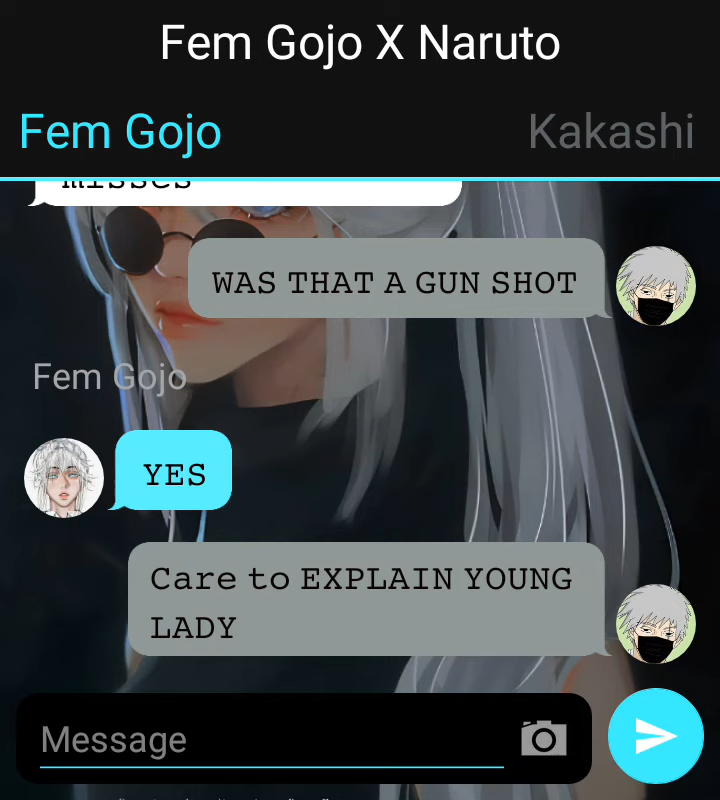 Fem Gojo X Naruto
Fem Gojo Kakashi
misses
WAS THAT A GUN SHOT
Fem Gojo
YES
Care to EXPLAIN YOUNG
LADY
Message